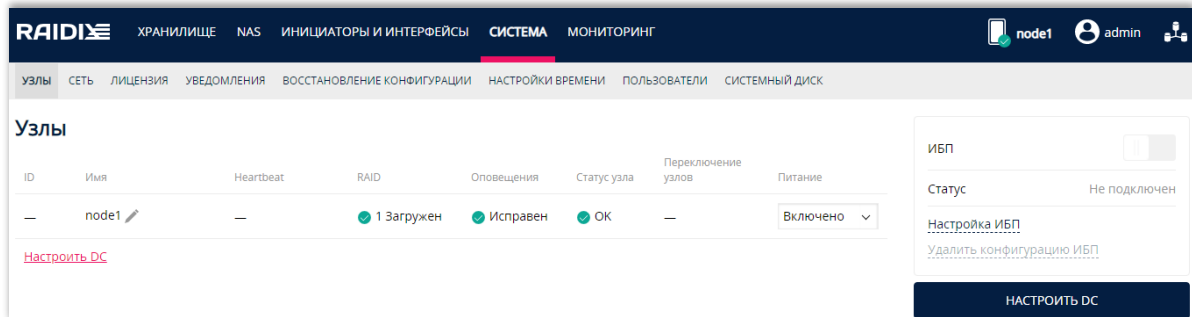 RAIDIX ХРАНИЛИЩЕ NAS ИНИЦИАТОРЫ И ИНТЕРФЕЙСЫ СИСТЕМА МОНИТОРИНГ node1 admin
УЗЛЫ СЕТЬ ЛИЦЕНЗИЯ УВЕДОМЛЕНИЯ ВОССТАНОВЛЕНИЕ КОНФИГУРАЦИИ НАСТРОЙКИ ВРЕМЕНИ ПОЛЬЗОВАТЕЛИ СИСТЕМНЫЙ ДИСК
Узлы
ID Имя Heartbeat RAID Оповещения Статус узла Переключение узлов Питание
— node1 — 1 Загружен Исправен OK — Включено
Настроить DC
ИБП
Статус Не подключен
Настройка ИБП
Удалить конфигурацию ИБП
НАСТРОИТЬ DC